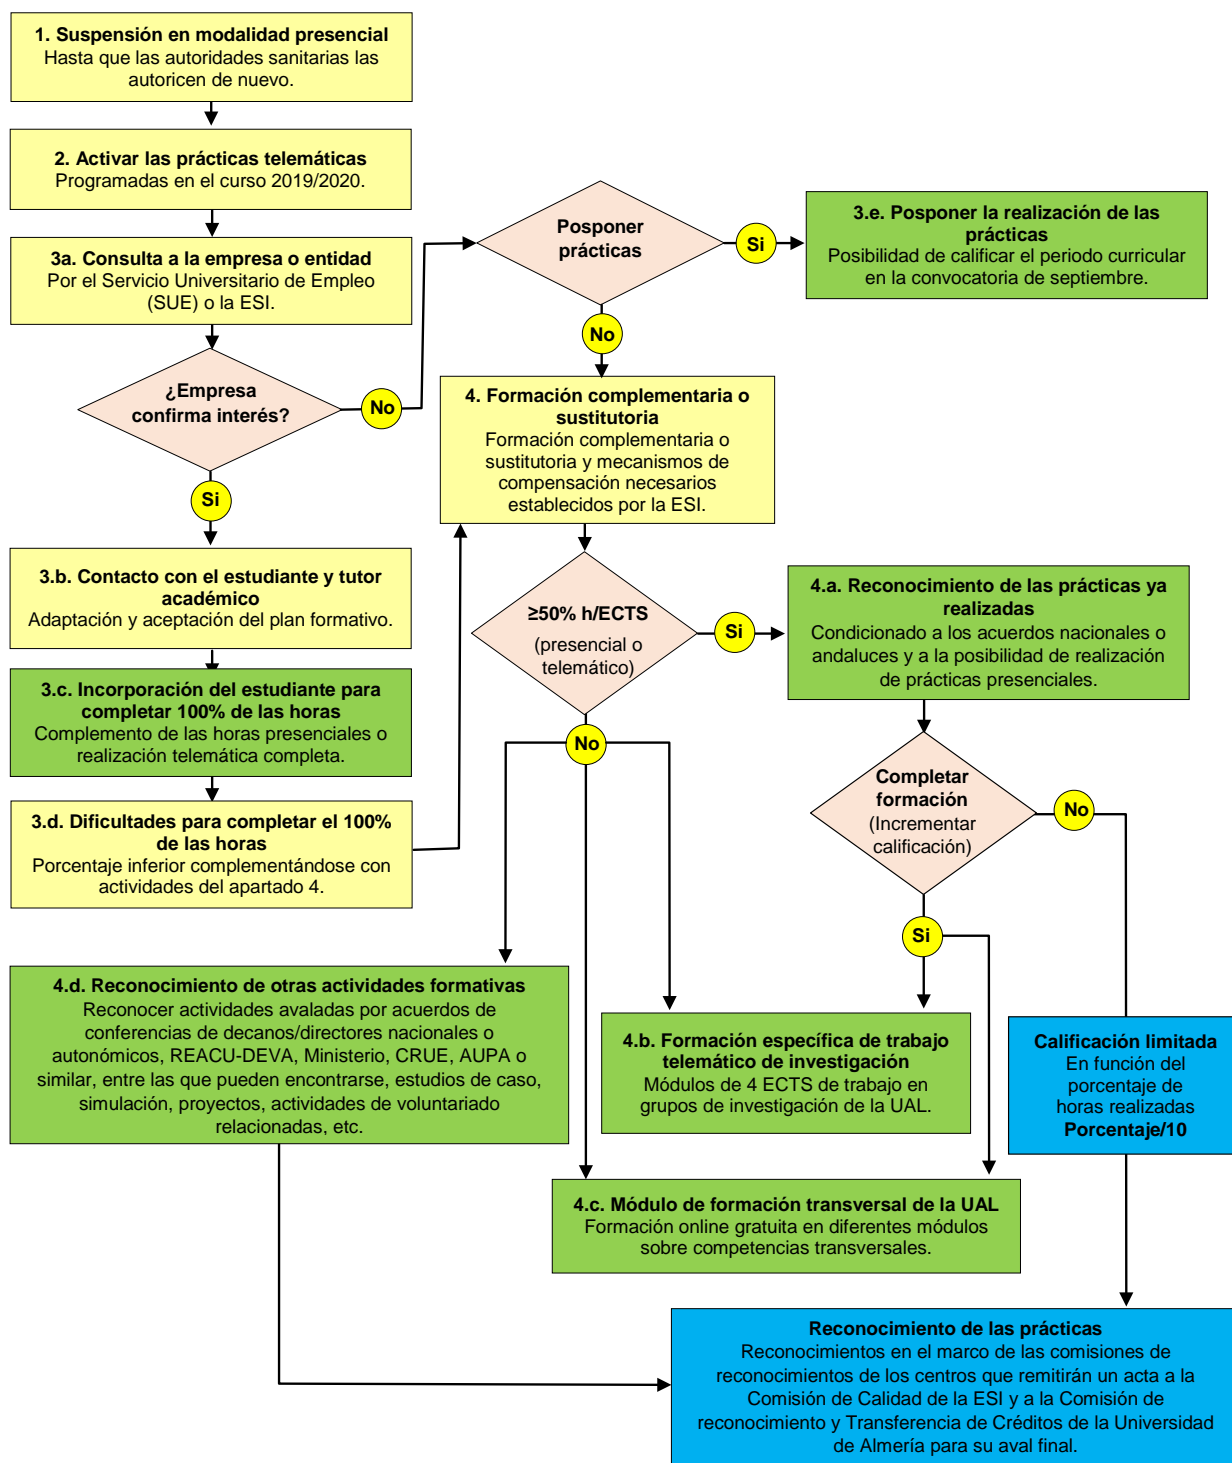 1. Suspensión en modalidad presencial
Hasta que las autoridades sanitarias las
autoricen de nuevo.
2. Activar las prácticas telemáticas
Programadas en el curso 2019/2020.
3a. Consulta a la empresa o entidad
Por el Servicio Universitario de Empleo
(SUE) o la ESI.
¿Empresa
confirma interés?
No
Si
Posponer
prácticas
Si
No
3.e. Posponer la realización de las
prácticas
Posibilidad de calificar el periodo curricular
en la convocatoria de septiembre.
4. Formación complementaria o
sustitutoria
Formación complementaria o
sustitutoria y mecanismos de
compensación necesarios
establecidos por la ESI.
3.b. Contacto con el estudiante y tutor
académico
Adaptación y aceptación del plan formativo.
3.c. Incorporación del estudiante para
completar 100% de las horas
Complemento de las horas presenciales o
realización telemática completa.
3.d. Dificultades para completar el 100%
de las horas
Porcentaje inferior complementándose con
actividades del apartado 4.
≥50% h/ECTS
(presencial o
telemático)
Si
No
4.a. Reconocimiento de las prácticas ya
realizadas
Condicionado a los acuerdos nacionales o
andaluces y a la posibilidad de realización
de prácticas presenciales.
Completar
formación
(Incrementar
calificación)
No
Si
4.d. Reconocimiento de otras actividades formativas
Reconocer actividades avaladas por acuerdos de
conferencias de decanos/directores nacionales o
autonómicos, REACU-DEVA, Ministerio, CRUE, AUPA o
similar, entre las que pueden encontrarse, estudios de caso,
simulación, proyectos, actividades de voluntariado
relacionadas, etc.
4.b. Formación específica de trabajo
telemático de investigación
Módulos de 4 ECTS de trabajo en
grupos de investigación de la UAL.
Calificación limitada
En función del
porcentaje de
horas realizadas
Porcentaje/10
4.c. Módulo de formación transversal de la UAL
Formación online gratuita en diferentes módulos
sobre competencias transversales.
Reconocimiento de las prácticas
Reconocimientos en el marco de las comisiones de
reconocimientos de los centros que remitirán un acta a la
Comisión de Calidad de la ESI y a la Comisión de
reconocimiento y Transferencia de Créditos de la Universidad
de Almería para su aval final.